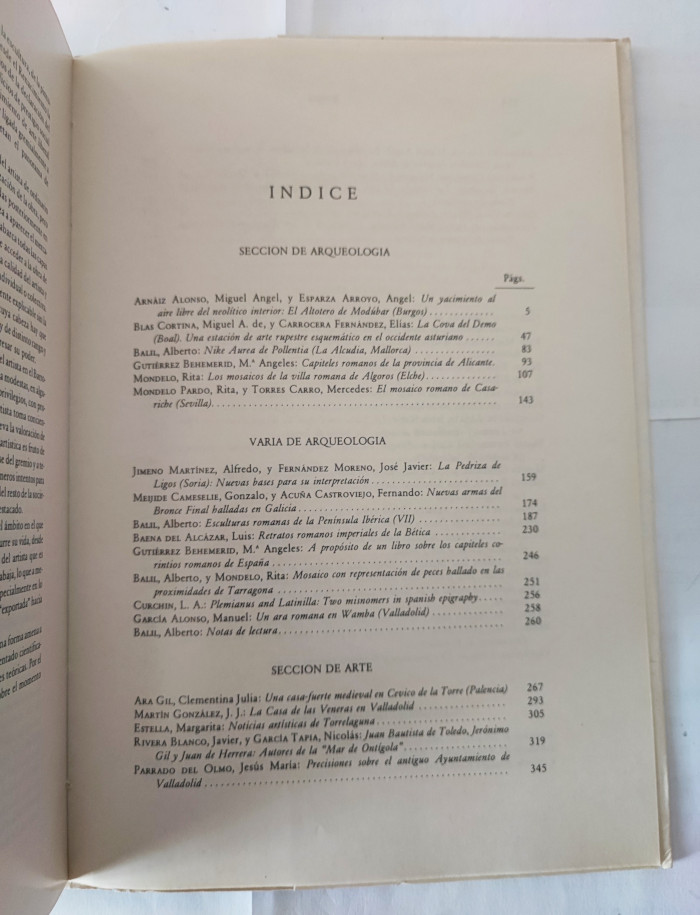 INDICE
SECCION DE ARQUEOLOGIA
Págs.
ARNÁIZ ALONSO, Miguel Angel, y ESPARZA ARROYO, Angel: Un yacimiento al
aire libre del neolítico interior: El Altotero de Modúbar (Burgos) 5
BLAS CORTINA, Miguel A. de, y CARROCERA FERNÁNDEZ, Elías: La Cova del Demo
(Boal). Una estación de arte rupestre esquemático en el occidente asturiano 47
BALIL, Alberto: Nike Aurea de Pollentia (La Alcudia, Mallorca) 83
GUTIÉRREZ BEHEMERID, M.ª Angeles: Capiteles romanos de la provincia de Alicante. 93
MONDELO, Rita: Los mosaicos de la villa romana de Algoros (Elche) 107
MONDELO PARDO, Rita, y TORRES CARRO, Mercedes: El mosaico romano de Casa-
riche (Sevilla) 143
VARIA DE ARQUEOLOGIA
JIMENO MARTÍNEZ, Alfredo, y FERNÁNDEZ MORENO, José Javier: La Pedriza de
Ligos (Soria): Nuevas bases para su interpretación 159
MEIJIDE CAMESELIE, Gonzalo, y ACUÑA CASTROVIEJO, Fernando: Nuevas armas del
Bronce Final halladas en Galicia 174
BALIL, Alberto: Esculturas romanas de la Península Ibérica (VII) 187
BAENA DEL ALCÁZAR, Luis: Retratos romanos imperiales de la Bética 230
GUTIÉRREZ BEHEMERID, M.ª Angeles: A propósito de un libro sobre los capiteles co-
rintios romanos de España 246
BALIL, Alberto, y MONDELO, Rita: Mosaico con representación de peces hallado en las
proximidades de Tarragona 251
CURCHIN, L. A.: Plemianus and Latinilla: Two misnomers in spanish epigraphy 256
GARCÍA ALONSO, Manuel: Un ara romana en Wamba (Valladolid) 258
BALIL, Alberto: Notas de lectura 260
SECCION DE ARTE
ARA GIL, Clementina Julia: Una casa-fuerte medieval en Cevico de la Torre (Palencia) 267
MARTÍN GONZÁLEZ, J. J.: La Casa de las Veneras en Valladolid 293
ESTELLA, Margarita: Noticias artísticas de Torrelaguna 305
RIVERA BLANCO, Javier, y GARCÍA TAPIA, Nicolás: Juan Bautista de Toledo, Jerónimo
Gil y Juan de Herrera: Autores de la "Mar de Ontígola" 319
PARRADO DEL OLMO, Jesús María: Precisiones sobre el antiguo Ayuntamiento de
Valladolid 345